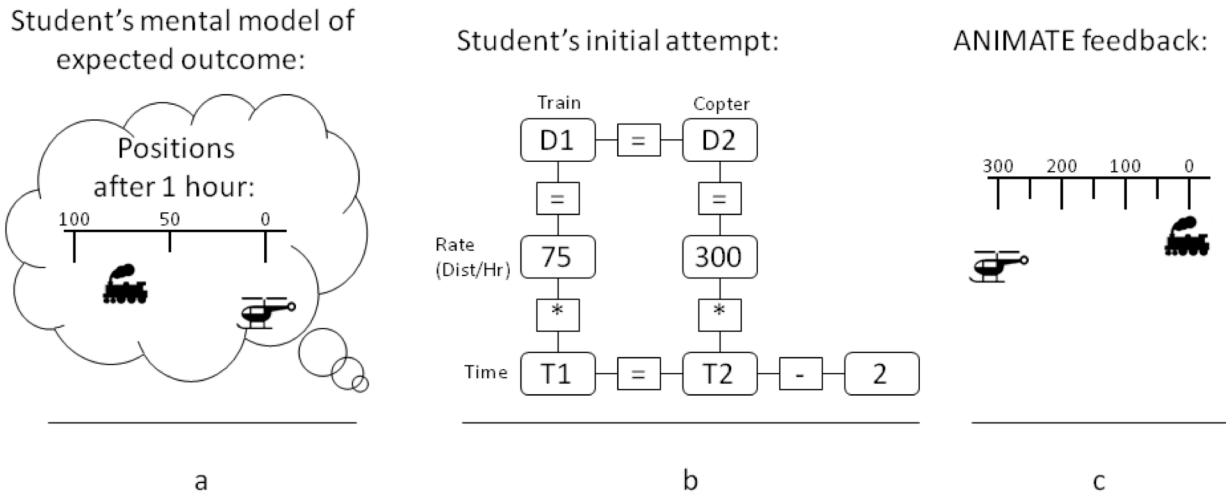 Student's mental model of
expected outcome:
Positions
after 1 hour:
100 50 0
a
Student's initial attempt:
Train Copter
D1 = D2
= =
Rate
(Dist/Hr) 75 300
* *
Time T1 = T2 - 2
b
ANIMATE feedback:
300 200 100 0
c